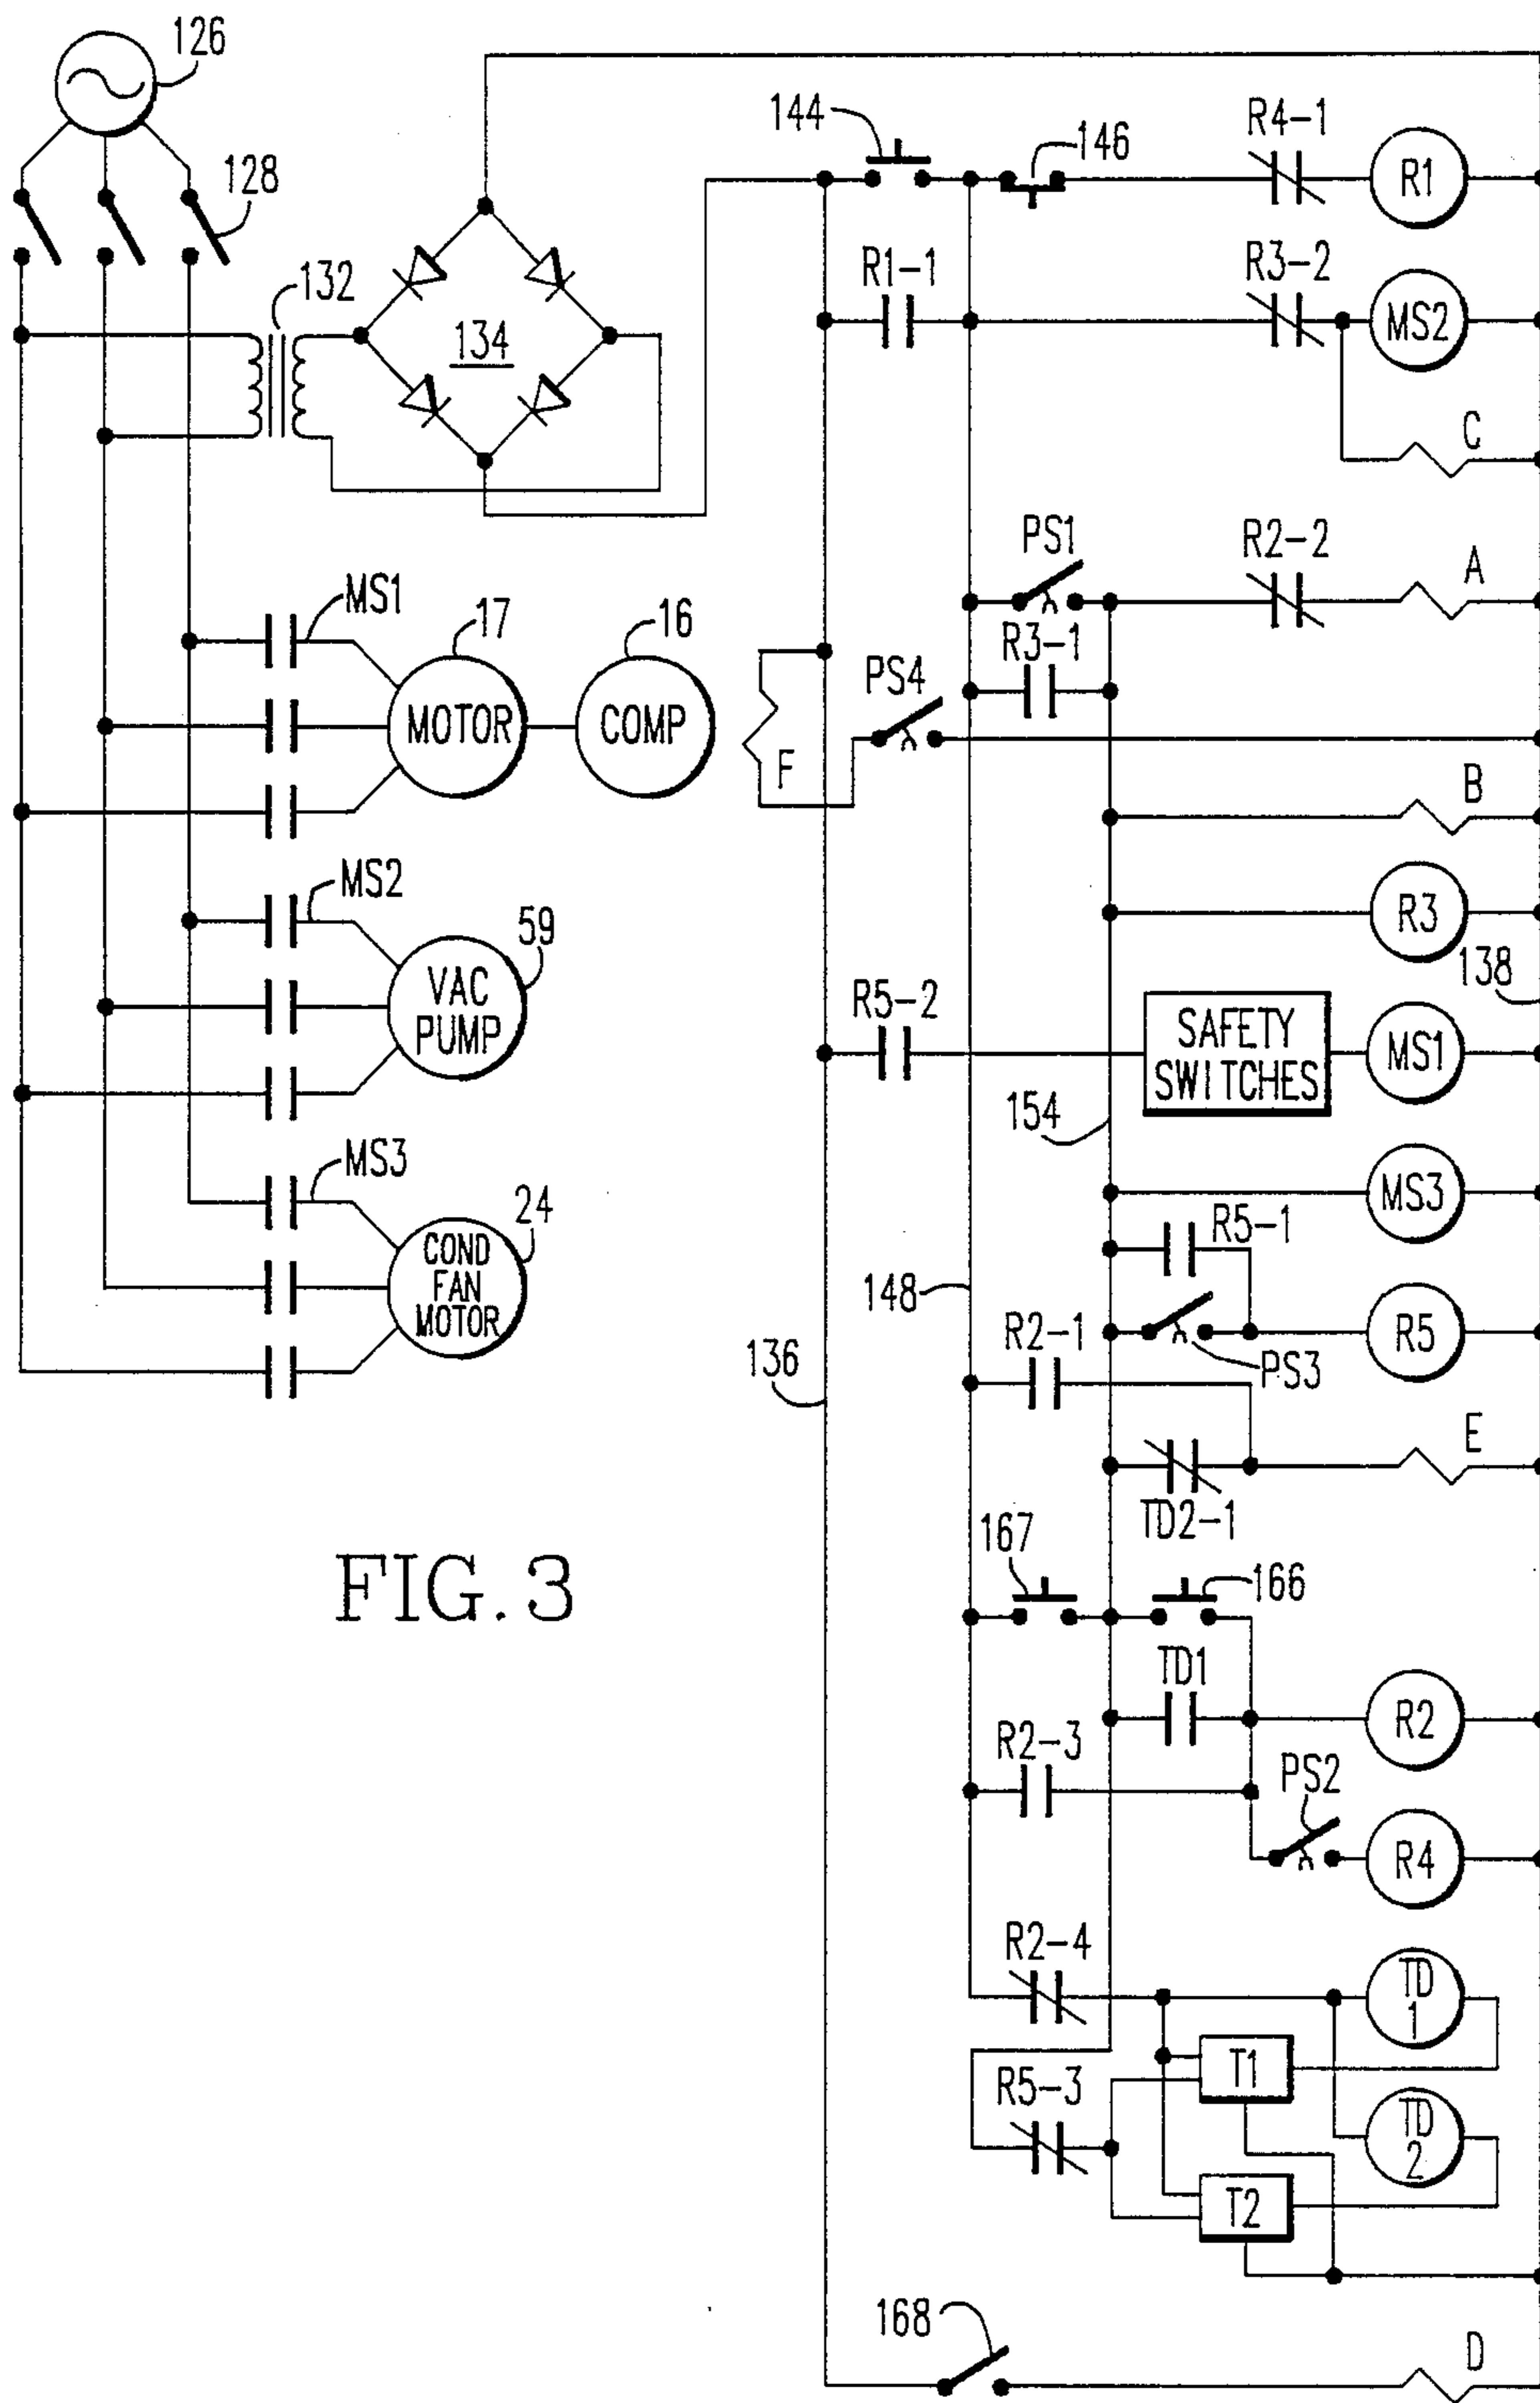 126
128
132
134
144
146
R4-1
R1
R1-1
R3-2
MS2
C
PS1
R2-2
A
R3-1
MS1
17
16
MOTOR
COMP
PS4
F
B
R3
138
MS2
59
VAC
PUMP
R5-2
SAFETY
SWITCHES
MS1
154
MS3
24
COND
FAN
MOTOR
MS3
R5-1
148
R2-1
R5
PS3
136
E
TD2-1
FIG. 3
167
166
TD1
R2
R2-3
PS2
R4
R2-4
TD
1
T1
R5-3
TD
2
T2
168
D